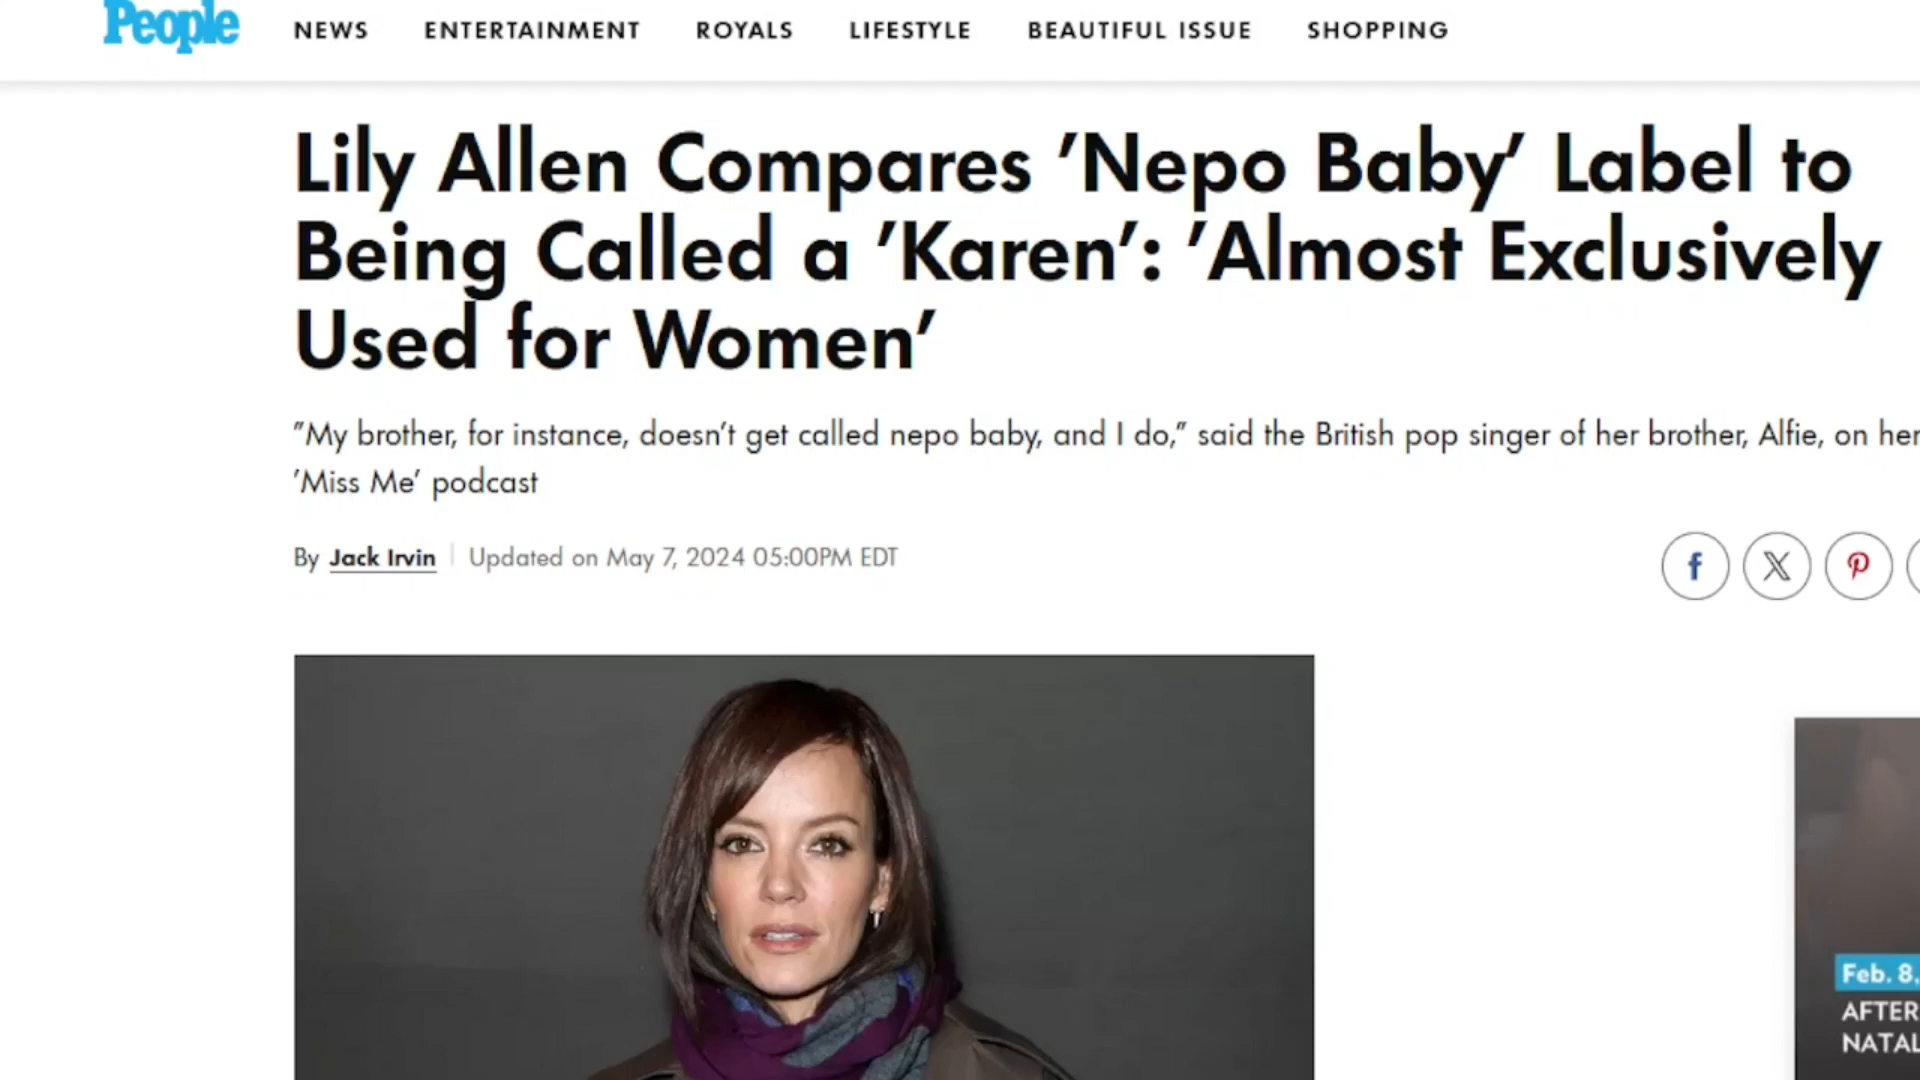 People NEWS ENTERTAINMENT ROYALS LIFESTYLE BEAUTIFUL ISSUE SHOPPING
Lily Allen Compares 'Nepo Baby' Label to
Being Called a 'Karen': 'Almost Exclusively
Used for Women'
"My brother, for instance, doesn't get called nepo baby, and I do," said the British pop singer of her brother, Alfie, on her
'Miss Me' podcast
By Jack Irvin | Updated on May 7, 2024 05:00PM EDT
Feb. 8,
AFTER